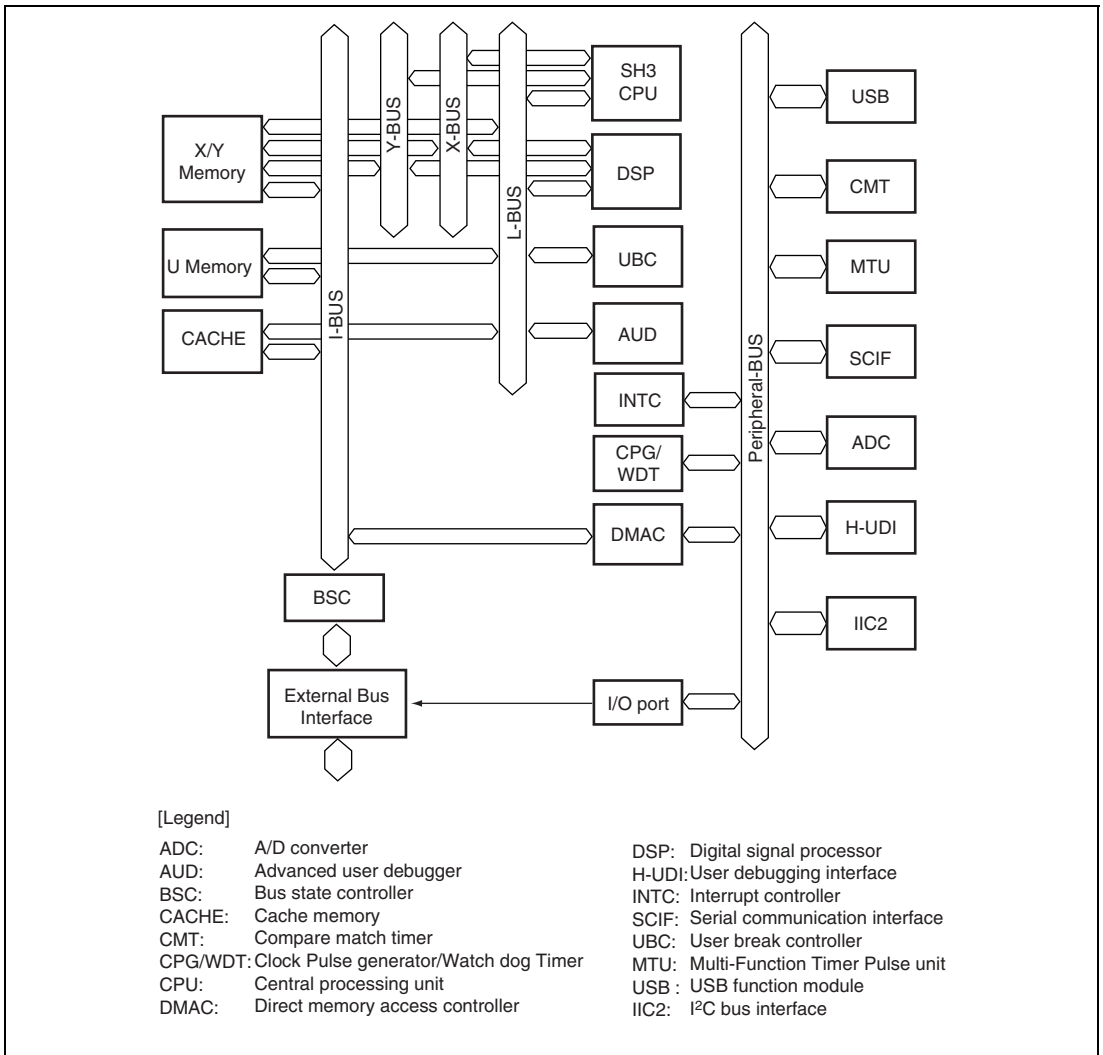 SH3
CPU
USB
X/Y
Memory
Y-BUS
X-BUS
DSP
CMT
L-BUS
U Memory
UBC
MTU
I-BUS
CACHE
AUD
SCIF
Peripheral-BUS
INTC
CPG/
WDT
ADC
DMAC
H-UDI
BSC
IIC2
External Bus
Interface
I/O port
[Legend]
ADC: A/D converter
AUD: Advanced user debugger
BSC: Bus state controller
CACHE: Cache memory
CMT: Compare match timer
CPG/WDT: Clock Pulse generator/Watch dog Timer
CPU: Central processing unit
DMAC: Direct memory access controller
DSP: Digital signal processor
H-UDI: User debugging interface
INTC: Interrupt controller
SCIF: Serial communication interface
UBC: User break controller
MTU: Multi-Function Timer Pulse unit
USB : USB function module
IIC2: I²C bus interface